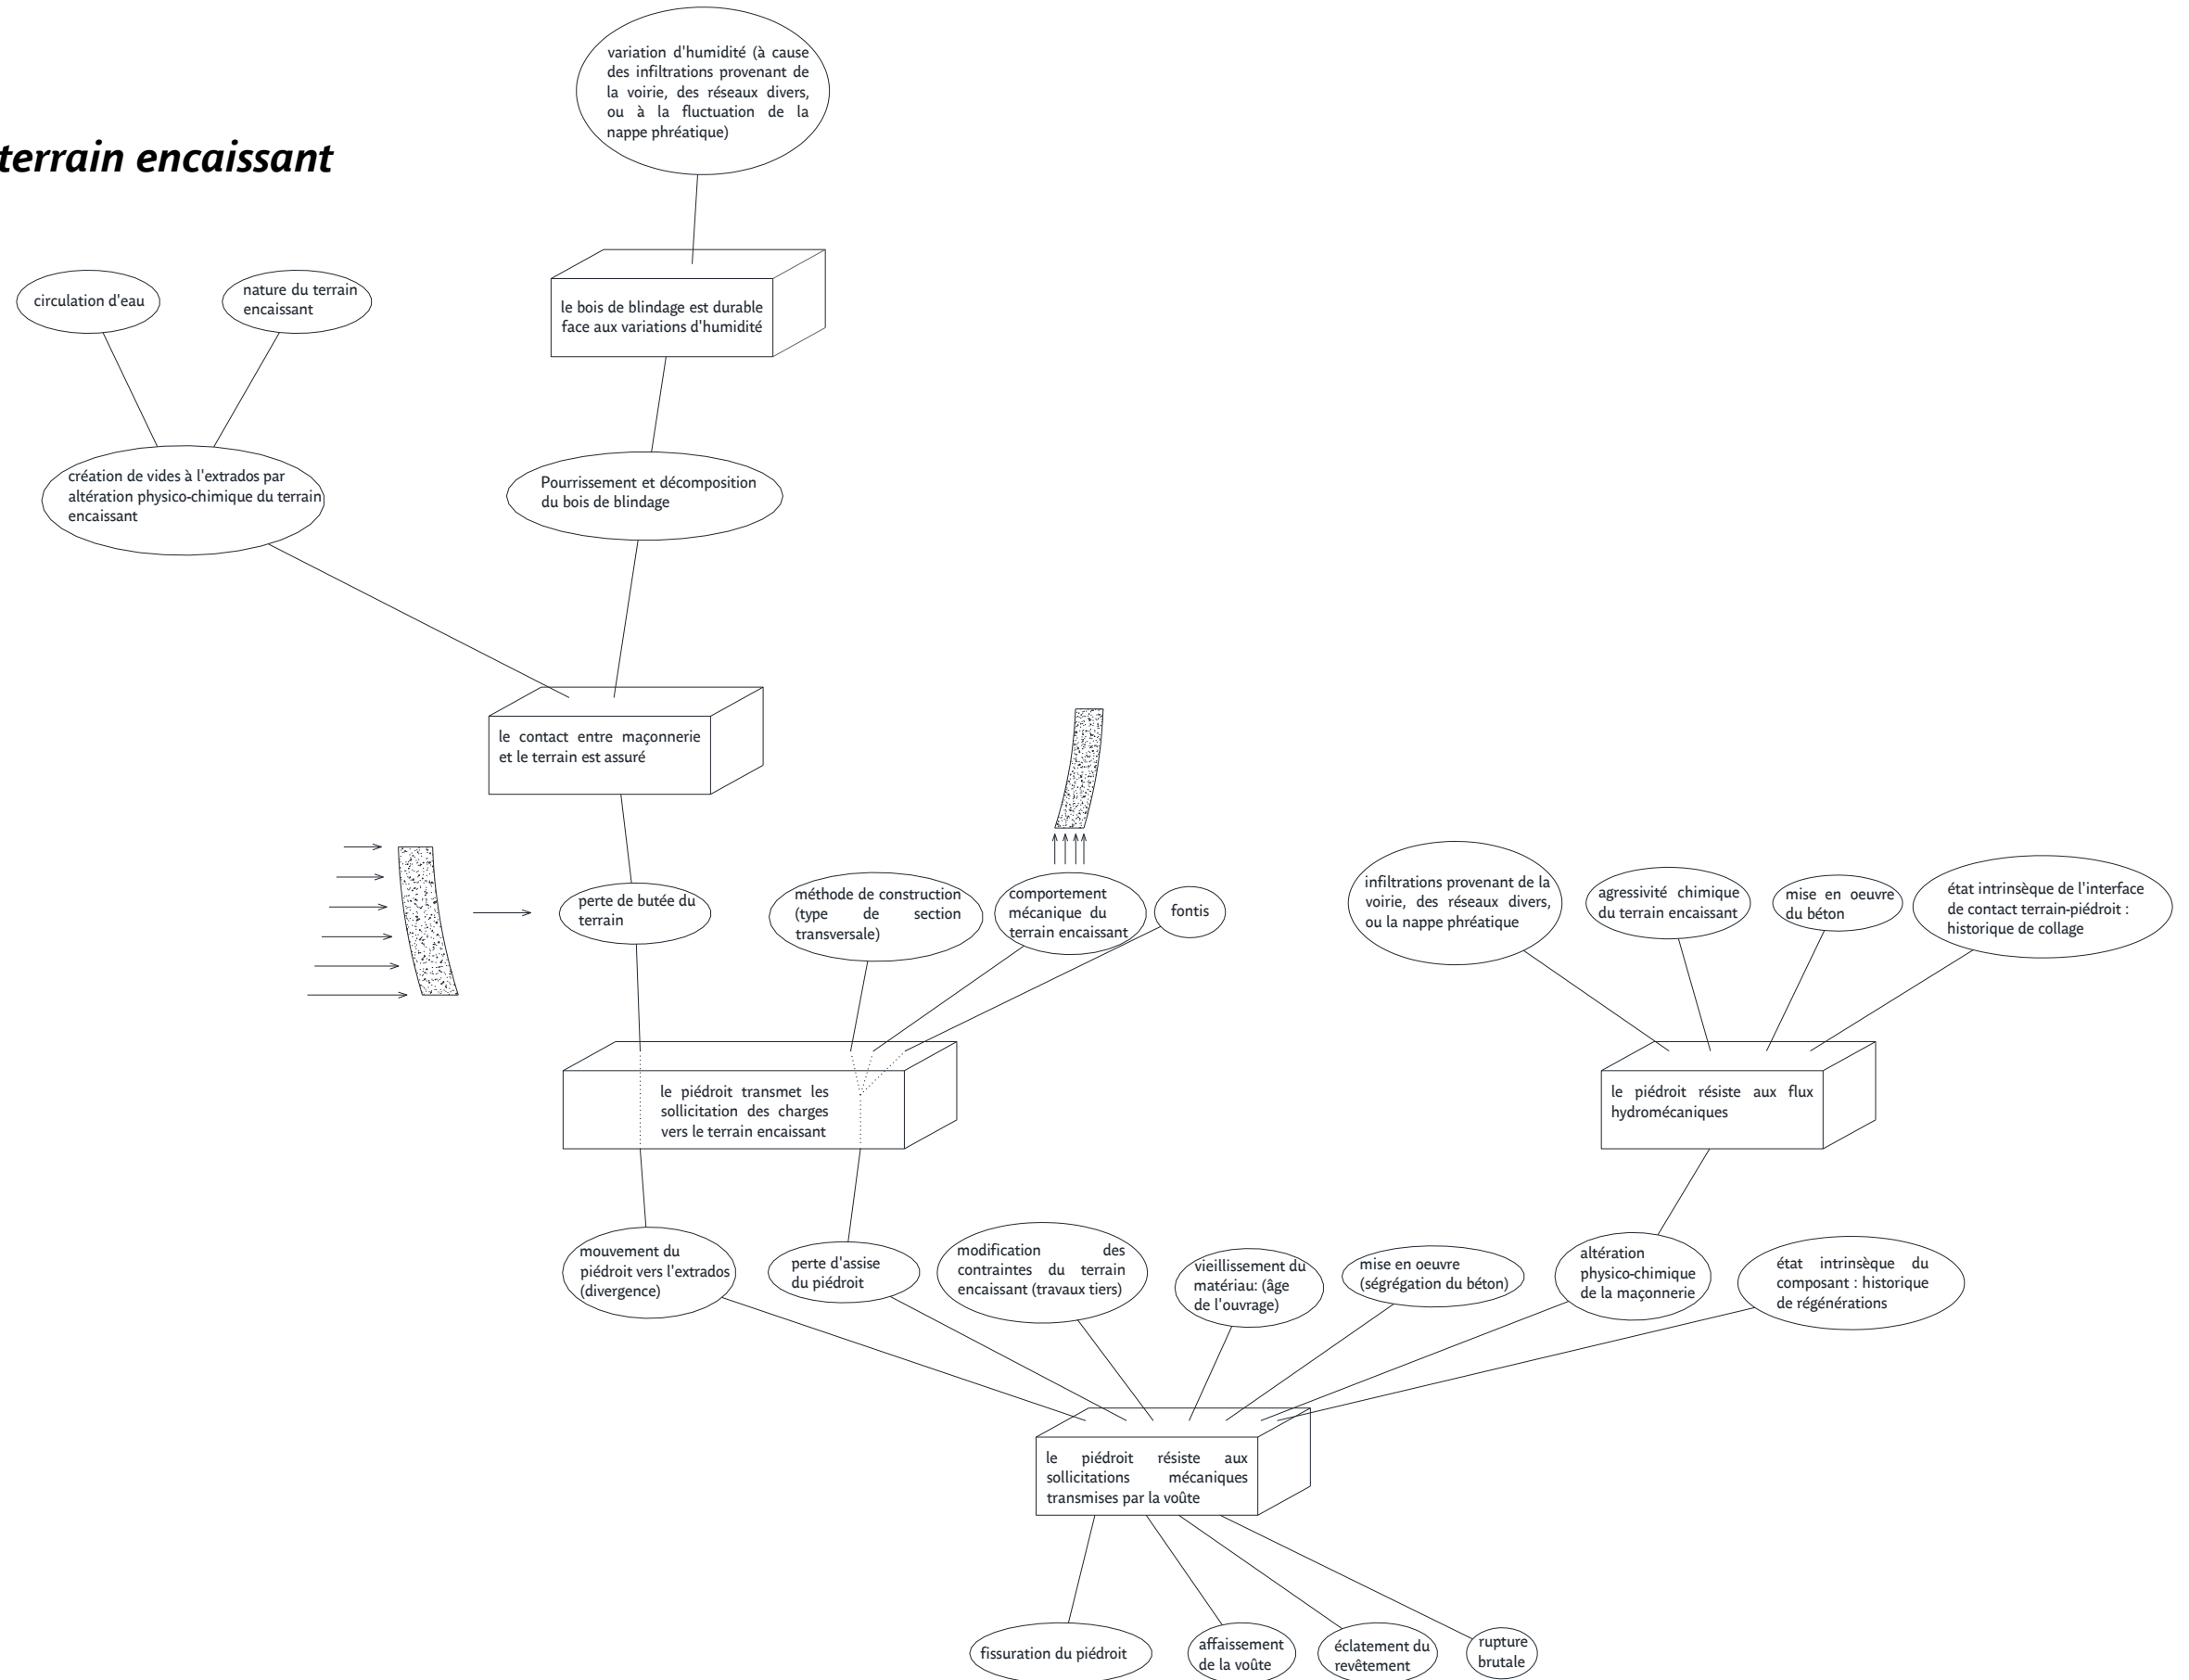 variation d'humidité (à cause
des infiltrations provenant de
la voirie, des réseaux divers,
ou à la fluctuation de la
nappe phréatique)
terrain encaissant
circulation d'eau
nature du terrain
encaissant
le bois de blindage est durable
face aux variations d'humidité
création de vides à l'extrados par
altération physico-chimique du terrain
encaissant
Pourrissement et décomposition
du bois de blindage
le contact entre maçonnerie
et le terrain est assuré
perte de butée du
terrain
méthode de construction
(type de section
transversale)
comportement
mécanique du
terrain encaissant
fontis
infiltrations provenant de la
voirie, des réseaux divers,
ou la nappe phréatique
agressivité chimique
du terrain encaissant
mise en oeuvre
du béton
état intrinsèque de l'interface
de contact terrain-piédroit :
historique de collage
le piédroit transmet les
sollicitation des charges
vers le terrain encaissant
le piédroit résiste aux flux
hydromécaniques
mouvement du
piédroit vers l'extrados
(divergence)
perte d'assise
du piédroit
modification des
contraintes du terrain
encaissant (travaux tiers)
vieillissement du
matériau: (âge
de l'ouvrage)
mise en oeuvre
(ségrégation du béton)
altération
physico-chimique
de la maçonnerie
état intrinsèque du
composant : historique
de régénérations
le piédroit résiste aux
sollicitations mécaniques
transmises par la voûte
fissuration du piédroit
affaissement
de la voûte
éclatement du
revêtement
rupture
brutale